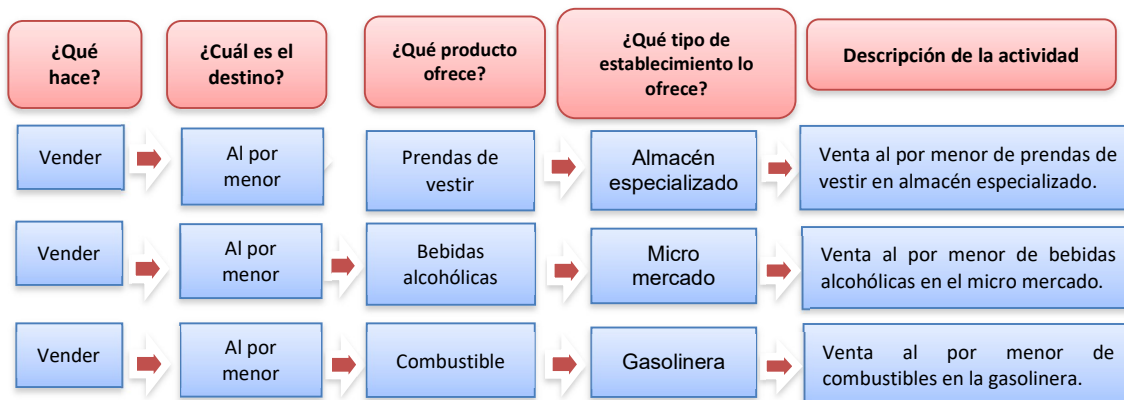 ¿Qué
hace?
¿Cuál es el
destino?
¿Qué producto
ofrece?
¿Qué tipo de
establecimiento lo
ofrece?
Descripción de la actividad
Vender
Al por
menor
Prendas de
vestir
Almacén
especializado
Venta al por menor de prendas de
vestir en almacén especializado.
Vender
Al por
menor
Bebidas
alcohólicas
Micro
mercado
Venta al por menor de bebidas
alcohólicas en el micro mercado.
Vender
Al por
menor
Combustible
Gasolinera
Venta al por menor de
combustibles en la gasolinera.